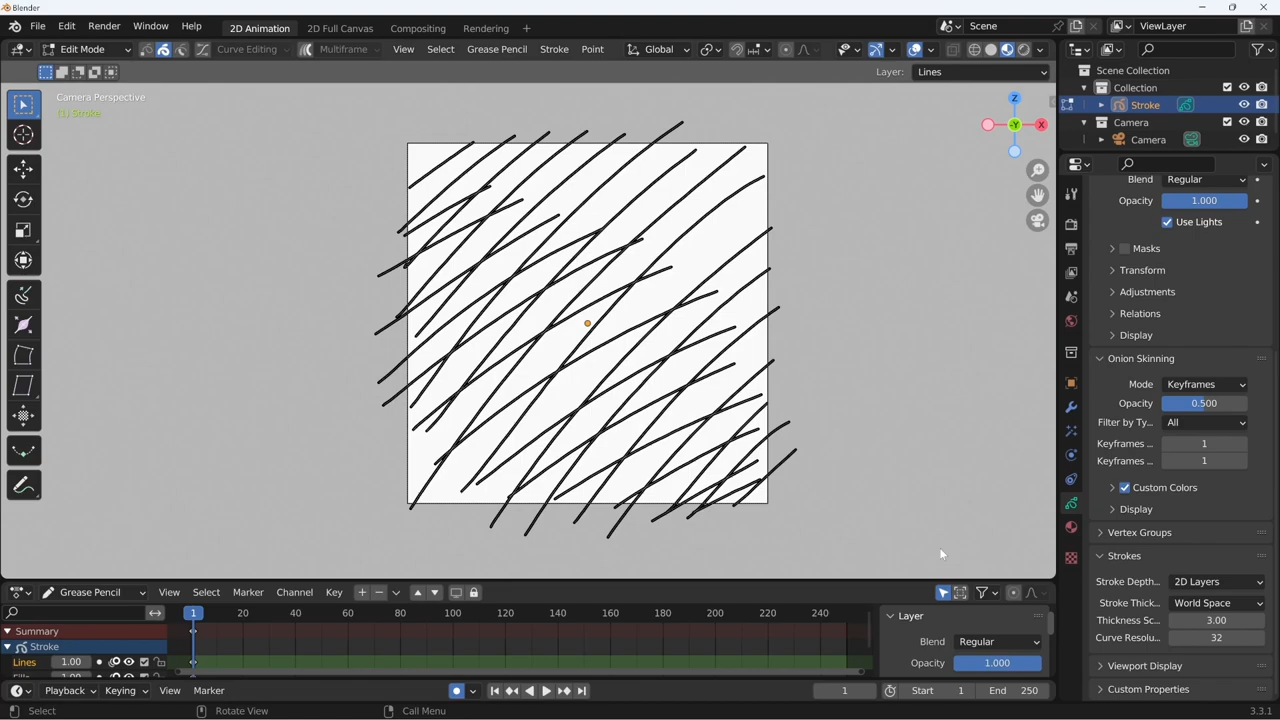 Blender
File Edit Render Window Help 2D Animation 2D Full Canvas Compositing Rendering + Scene ViewLayer
Edit Mode Curve Editing Multiframe View Select Grease Pencil Stroke Point Global
Layer: Lines
Camera Perspective
(1) Stroke
Z
-Y X
Scene Collection
Collection
Stroke
Camera
Camera
Blend Regular
Opacity 1.000
Use Lights
Masks
Transform
Adjustments
Relations
Display
Onion Skinning
Mode Keyframes
Opacity 0.500
Filter by Ty... All
Keyframes ... 1
Keyframes ... 1
Custom Colors
Display
Vertex Groups
Strokes
Stroke Depth... 2D Layers
Stroke Thick... World Space
Thickness Sc... 3.00
Curve Resolu... 32
Viewport Display
Custom Properties
Grease Pencil View Select Marker Channel Frame Key
1 20 40 60 80 100 120 140 160 180 200 220 240
Summary
Stroke
Lines 1.00
Layer
Blend Regular
Opacity 1.000
Playback Keying View Marker 1 Start 1 End 250
Select Rotate View Call Menu 3.3.1